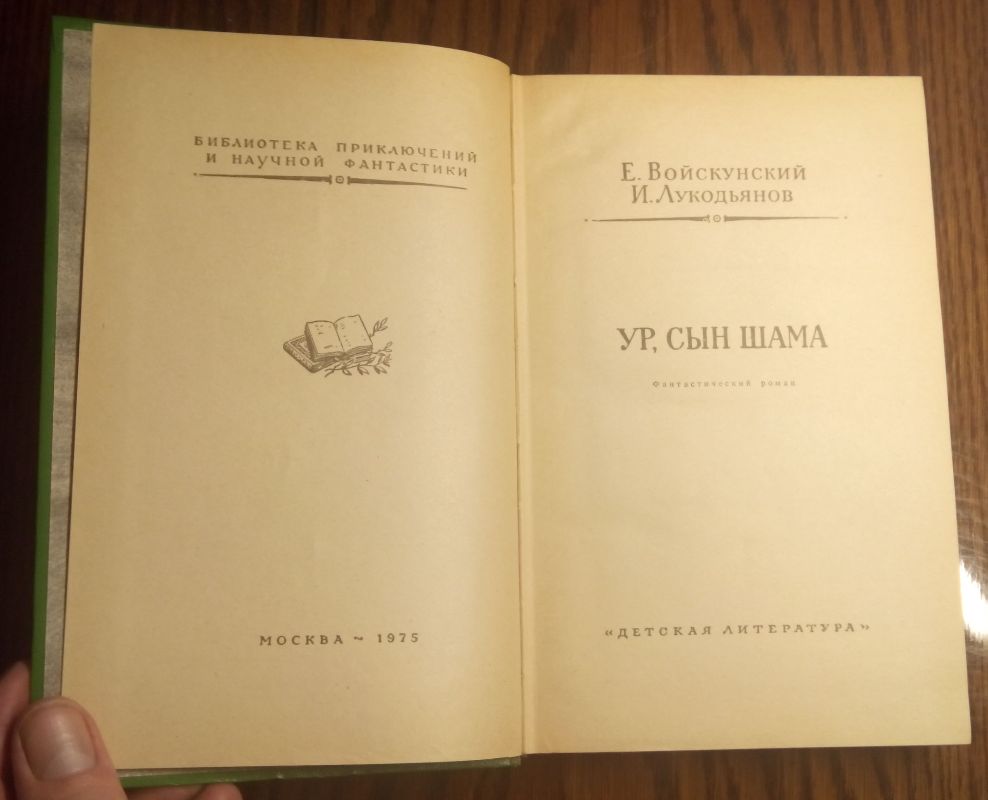 БИБЛИОТЕКА ПРИКЛЮЧЕНИЙ
И НАУЧНОЙ ФАНТАСТИКИ
МОСКВА ~ 1975
Е. ВОЙСКУНСКИЙ
И. ЛУКОДЬЯНОВ
УР, СЫН ШАМА
Фантастический роман
«ДЕТСКАЯ ЛИТЕРАТУРА»